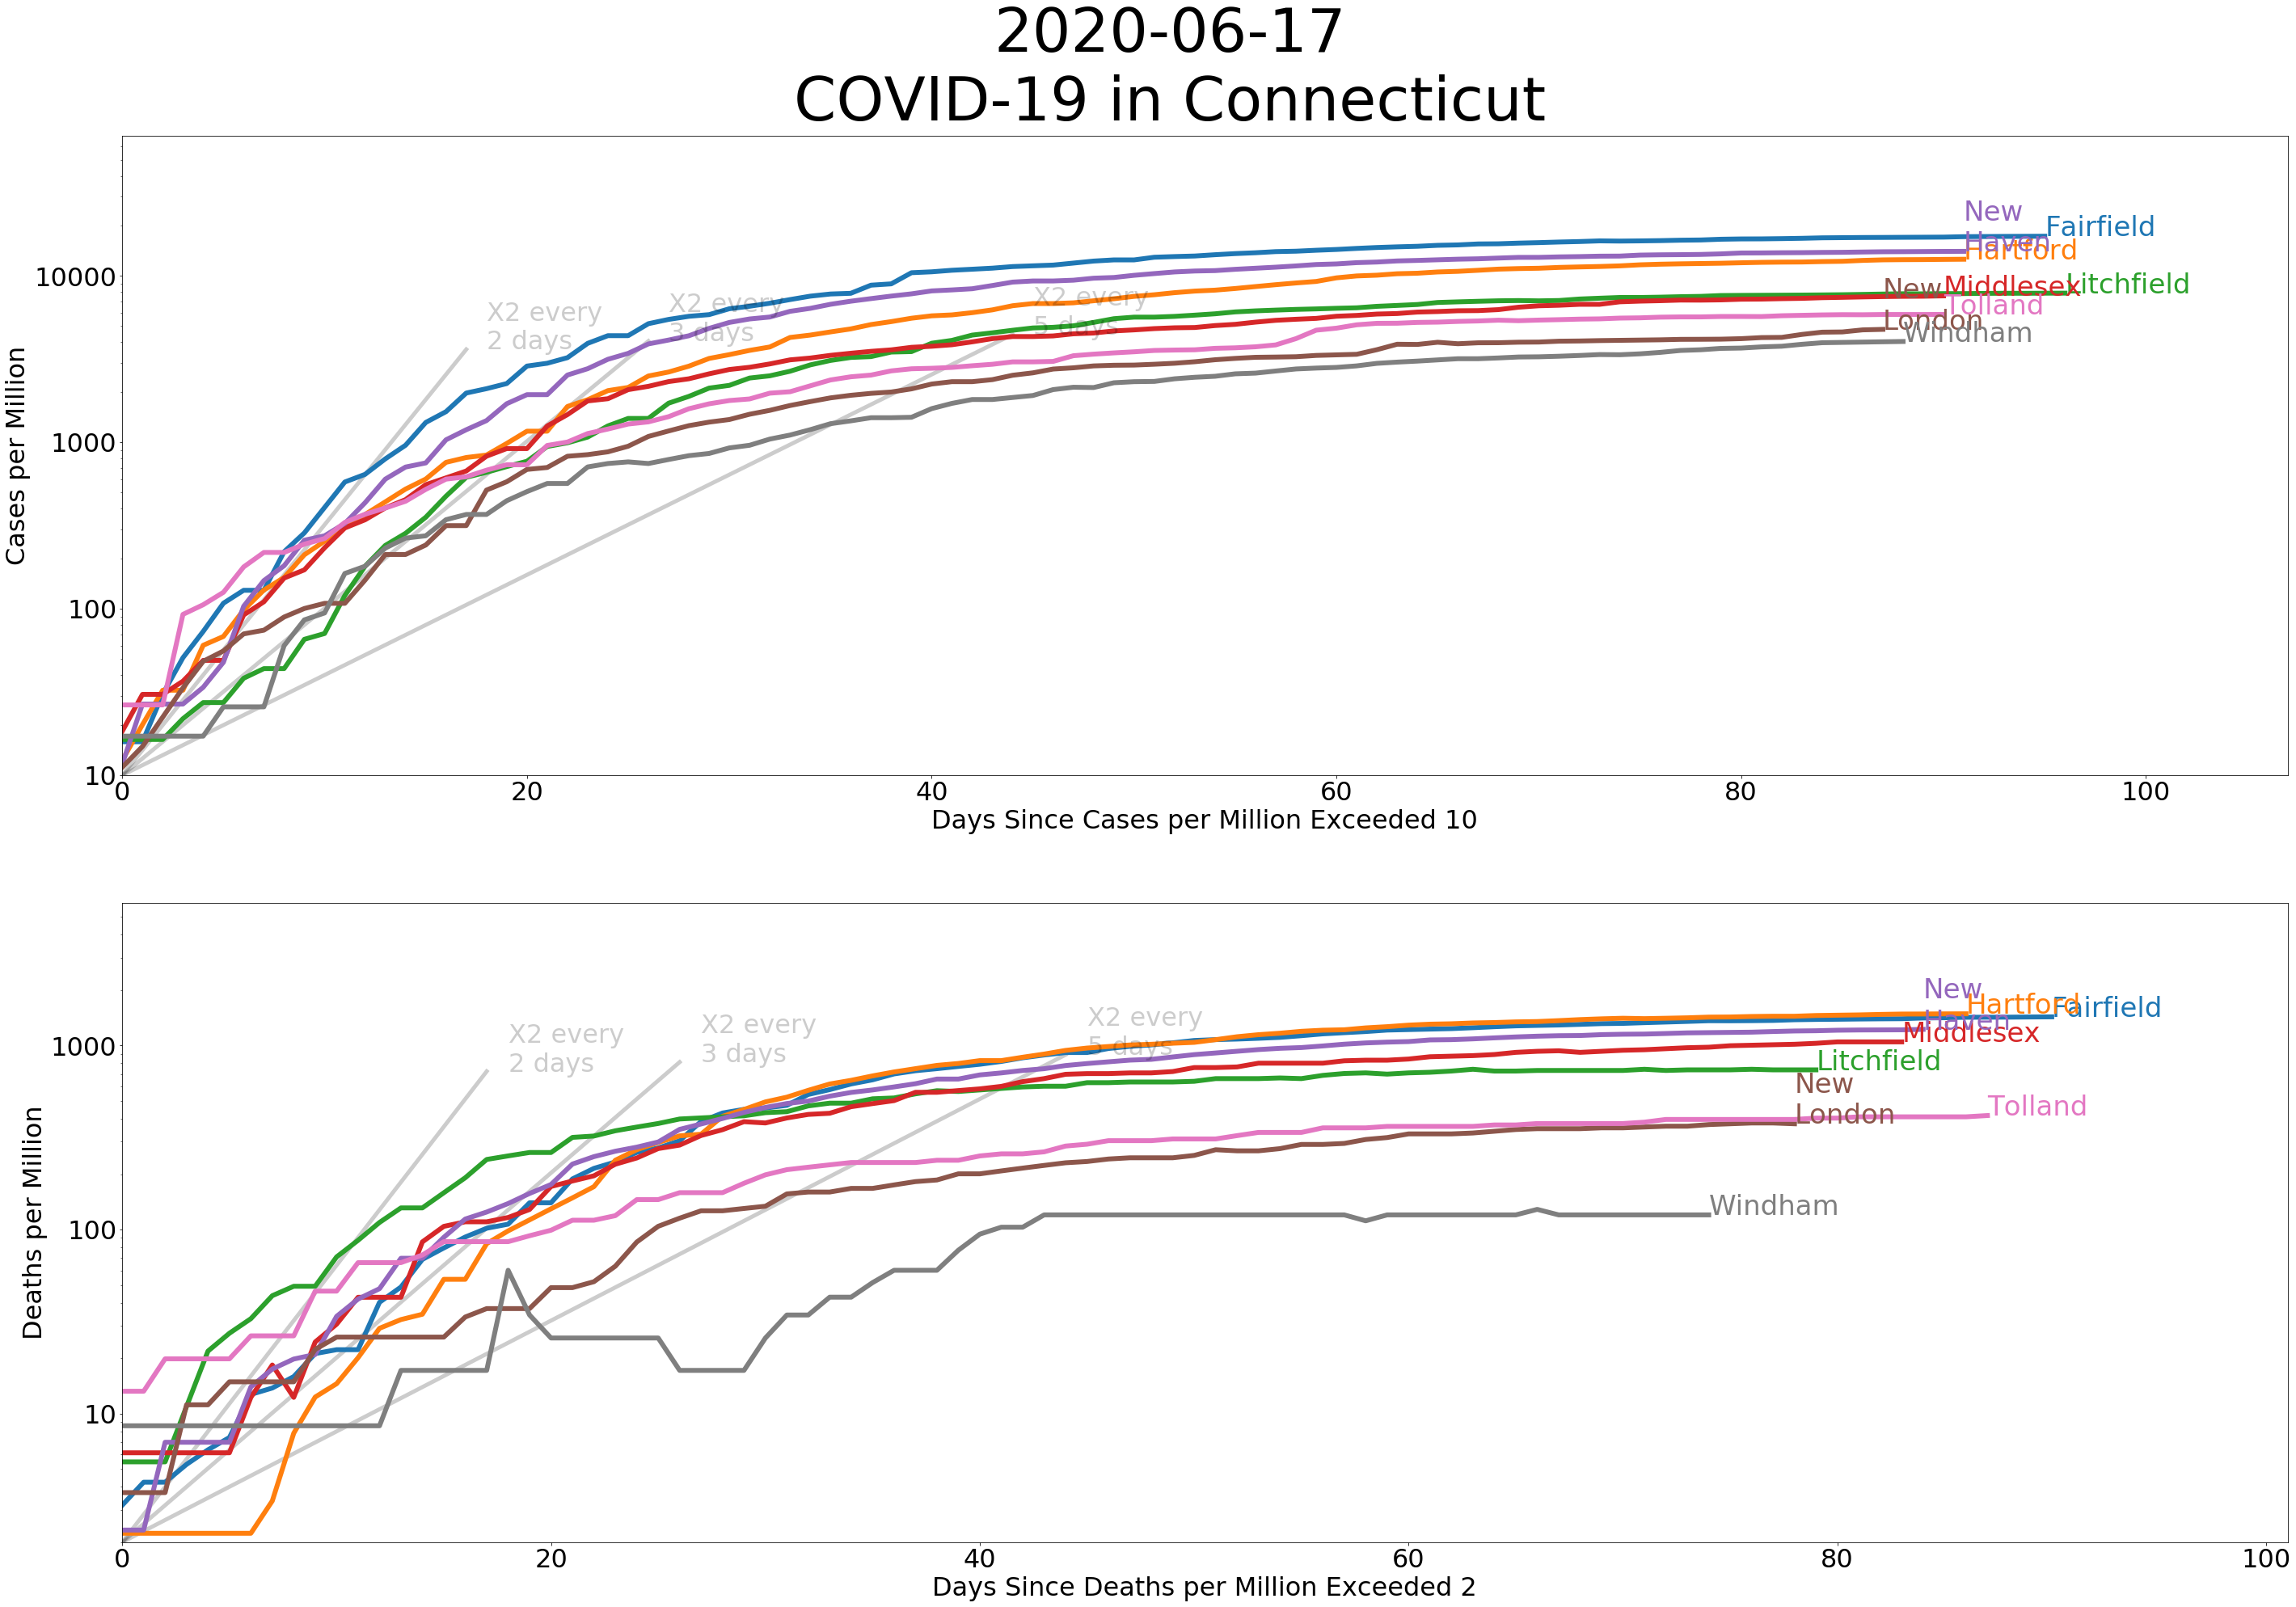 2020-06-17
COVID-19 in Connecticut
Cases per Million
10000
1000
100
10
X2 every
2 days
X2 every
3 days
X2 every
5 days
New
Haven
Fairfield
Hartford
New
London
Middlesex
Litchfield
Tolland
Windham
0
20
40
60
80
100
Days Since Cases per Million Exceeded 10
Deaths per Million
1000
100
10
X2 every
2 days
X2 every
3 days
X2 every
5 days
New
Haven
Hartford
Fairfield
Middlesex
Litchfield
New
London
Tolland
Windham
0
20
40
60
80
100
Days Since Deaths per Million Exceeded 2